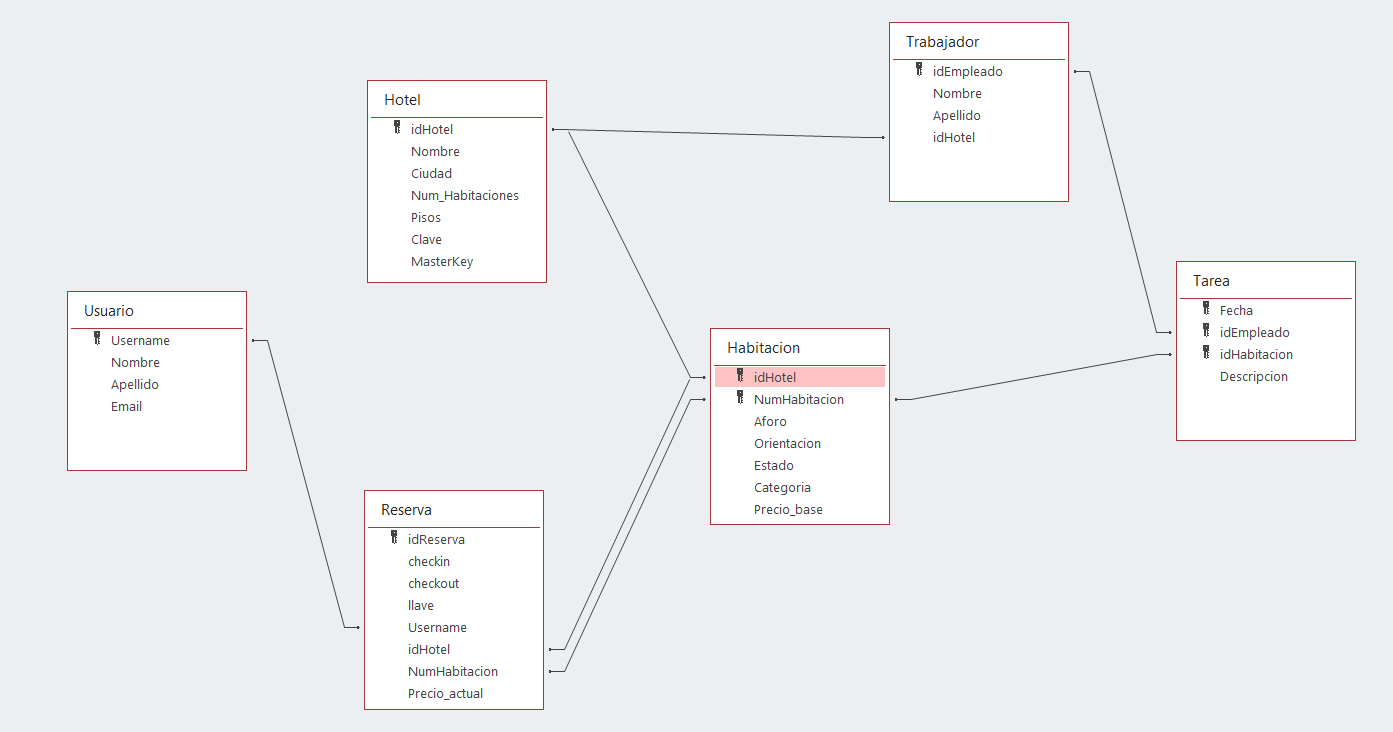 Trabajador
idEmpleado
Nombre
Apellido
idHotel
Hotel
idHotel
Nombre
Ciudad
Num_Habitaciones
Pisos
Clave
MasterKey
Tarea
Fecha
idEmpleado
idHabitacion
Descripcion
Usuario
Username
Nombre
Apellido
Email
Habitacion
idHotel
NumHabitacion
Aforo
Orientacion
Estado
Categoria
Precio_base
Reserva
idReserva
checkin
checkout
llave
Username
idHotel
NumHabitacion
Precio_actual